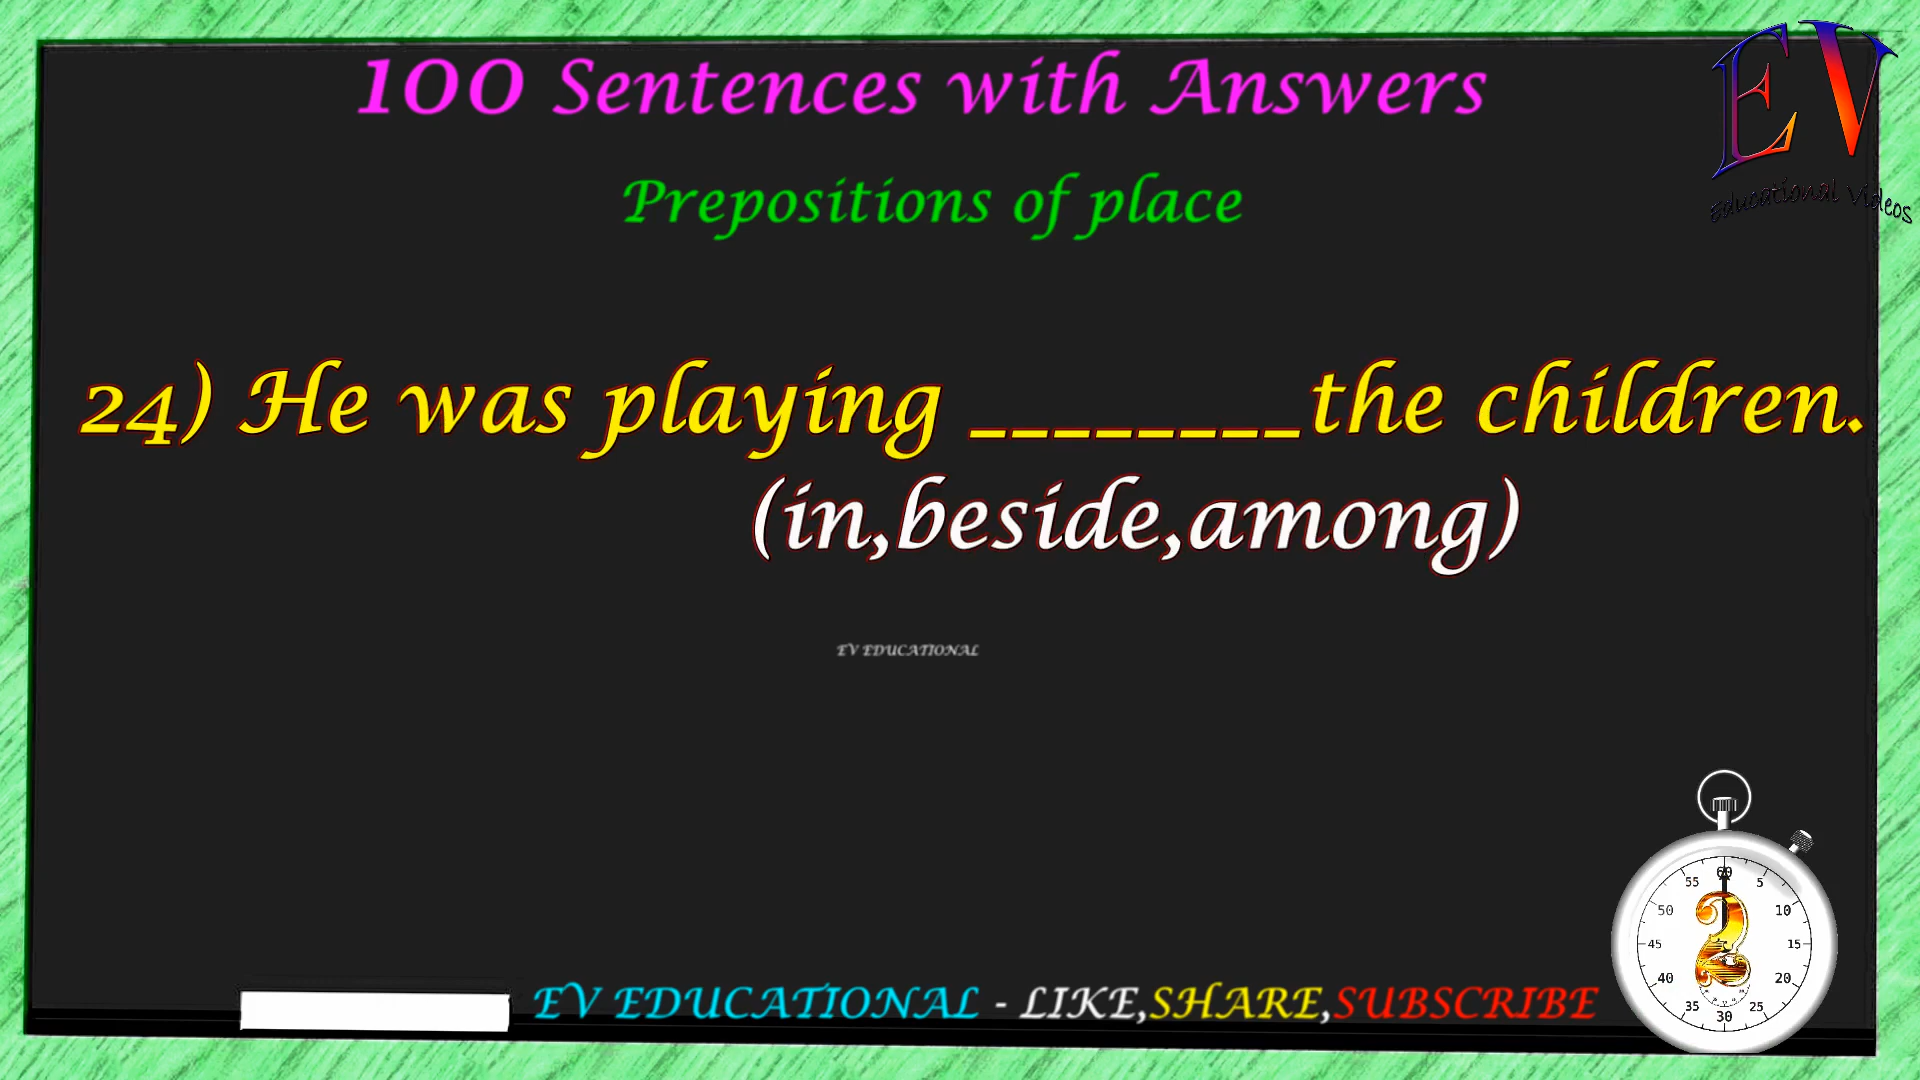 100 Sentences with Answers
EV
Educational Videos
Prepositions of place
24) He was playing ________the children.
(in,beside,among)
EV EDUCATIONAL
55 60 5
50 10
45 15
40 20
35 30 25
2
EV EDUCATIONAL - LIKE,SHARE,SUBSCRIBE